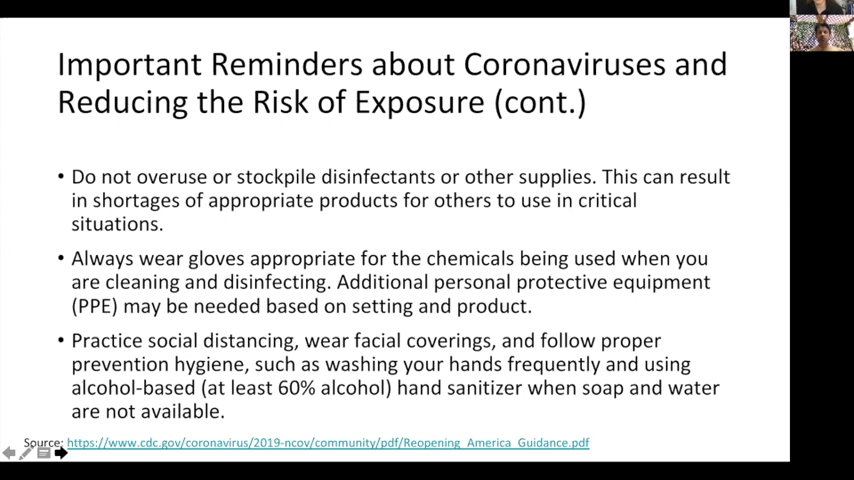 Important Reminders about Coronaviruses and
Reducing the Risk of Exposure (cont.)
• Do not overuse or stockpile disinfectants or other supplies. This can result
in shortages of appropriate products for others to use in critical
situations.
• Always wear gloves appropriate for the chemicals being used when you
are cleaning and disinfecting. Additional personal protective equipment
(PPE) may be needed based on setting and product.
• Practice social distancing, wear facial coverings, and follow proper
prevention hygiene, such as washing your hands frequently and using
alcohol-based (at least 60% alcohol) hand sanitizer when soap and water
are not available.
Source: https://www.cdc.gov/coronavirus/2019-ncov/community/pdf/Reopening_America_Guidance.pdf